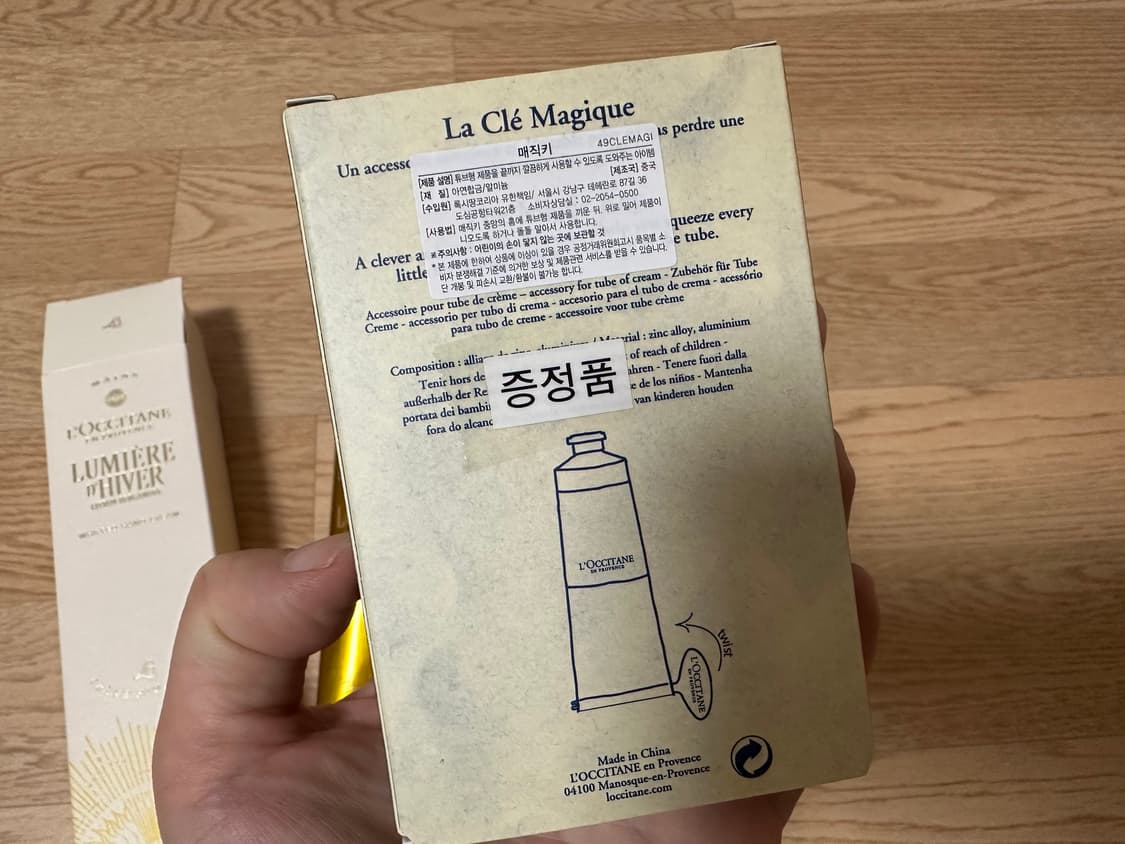 La Clé Magique
Un accesso
ns perdre une
매직키 49CLEMAGI
[제품 설명] 튜브형 제품을 끝까지 깔끔하게 사용할 수 있도록 도와주는 아이템
[재 질] 아연합금/알미늄 [제조국] 중국
[수입원] 록시땅코리아 유한책임/ 서울시 강남구 테헤란로 87길 36
도심공항타워21층 소비자상담실 : 02-2054-0500
[사용법] 매직키 중앙의 홈에 튜브형 제품을 끼운 뒤, 위로 밀어 제품이
니오도록 하거나 돌돌 말아서 사용합니다.
※주의사항 : 어린이의 손이 닿지 않는 곳에 보관할 것
* 본 제품에 한하여 상품에 이상이 있을 경우 공정거래위원회고시 품목별 소
비자 분쟁해결 기준에 의거한 보상 및 제품관련 서비스를 받을 수 있습니다.
단 개봉 및 파손시 교환/환불이 불가능 합니다.
A clever a
queeze every
little
e tube.
Accessoire pour tube de crème – accessory for tube of cream - Zubehör für Tube
Creme - accessorio per tubo di crema - accesorio para el tubo de crema - acessório
para tubo de creme - accessoire voor tube crème
Composition : allia de zinc, aluminium / Material : zinc alloy, aluminium
Tenir hors de
of reach of children -
außerhalb der Re
ahren - Tenere fuori dalla
portata dei bambi
e de los niños - Mantenha
fora do alcanc
van kinderen houden
증정품
L'OCCITANE
EN PROVENCE
twist
L'OCCITANE
EN PROVENCE
Made in China
L'OCCITANE en Provence
04100 Manosque-en-Provence
loccitane.com
L'OCCITANE
EN PROVENCE
LUMIÈRE
D'HIVER